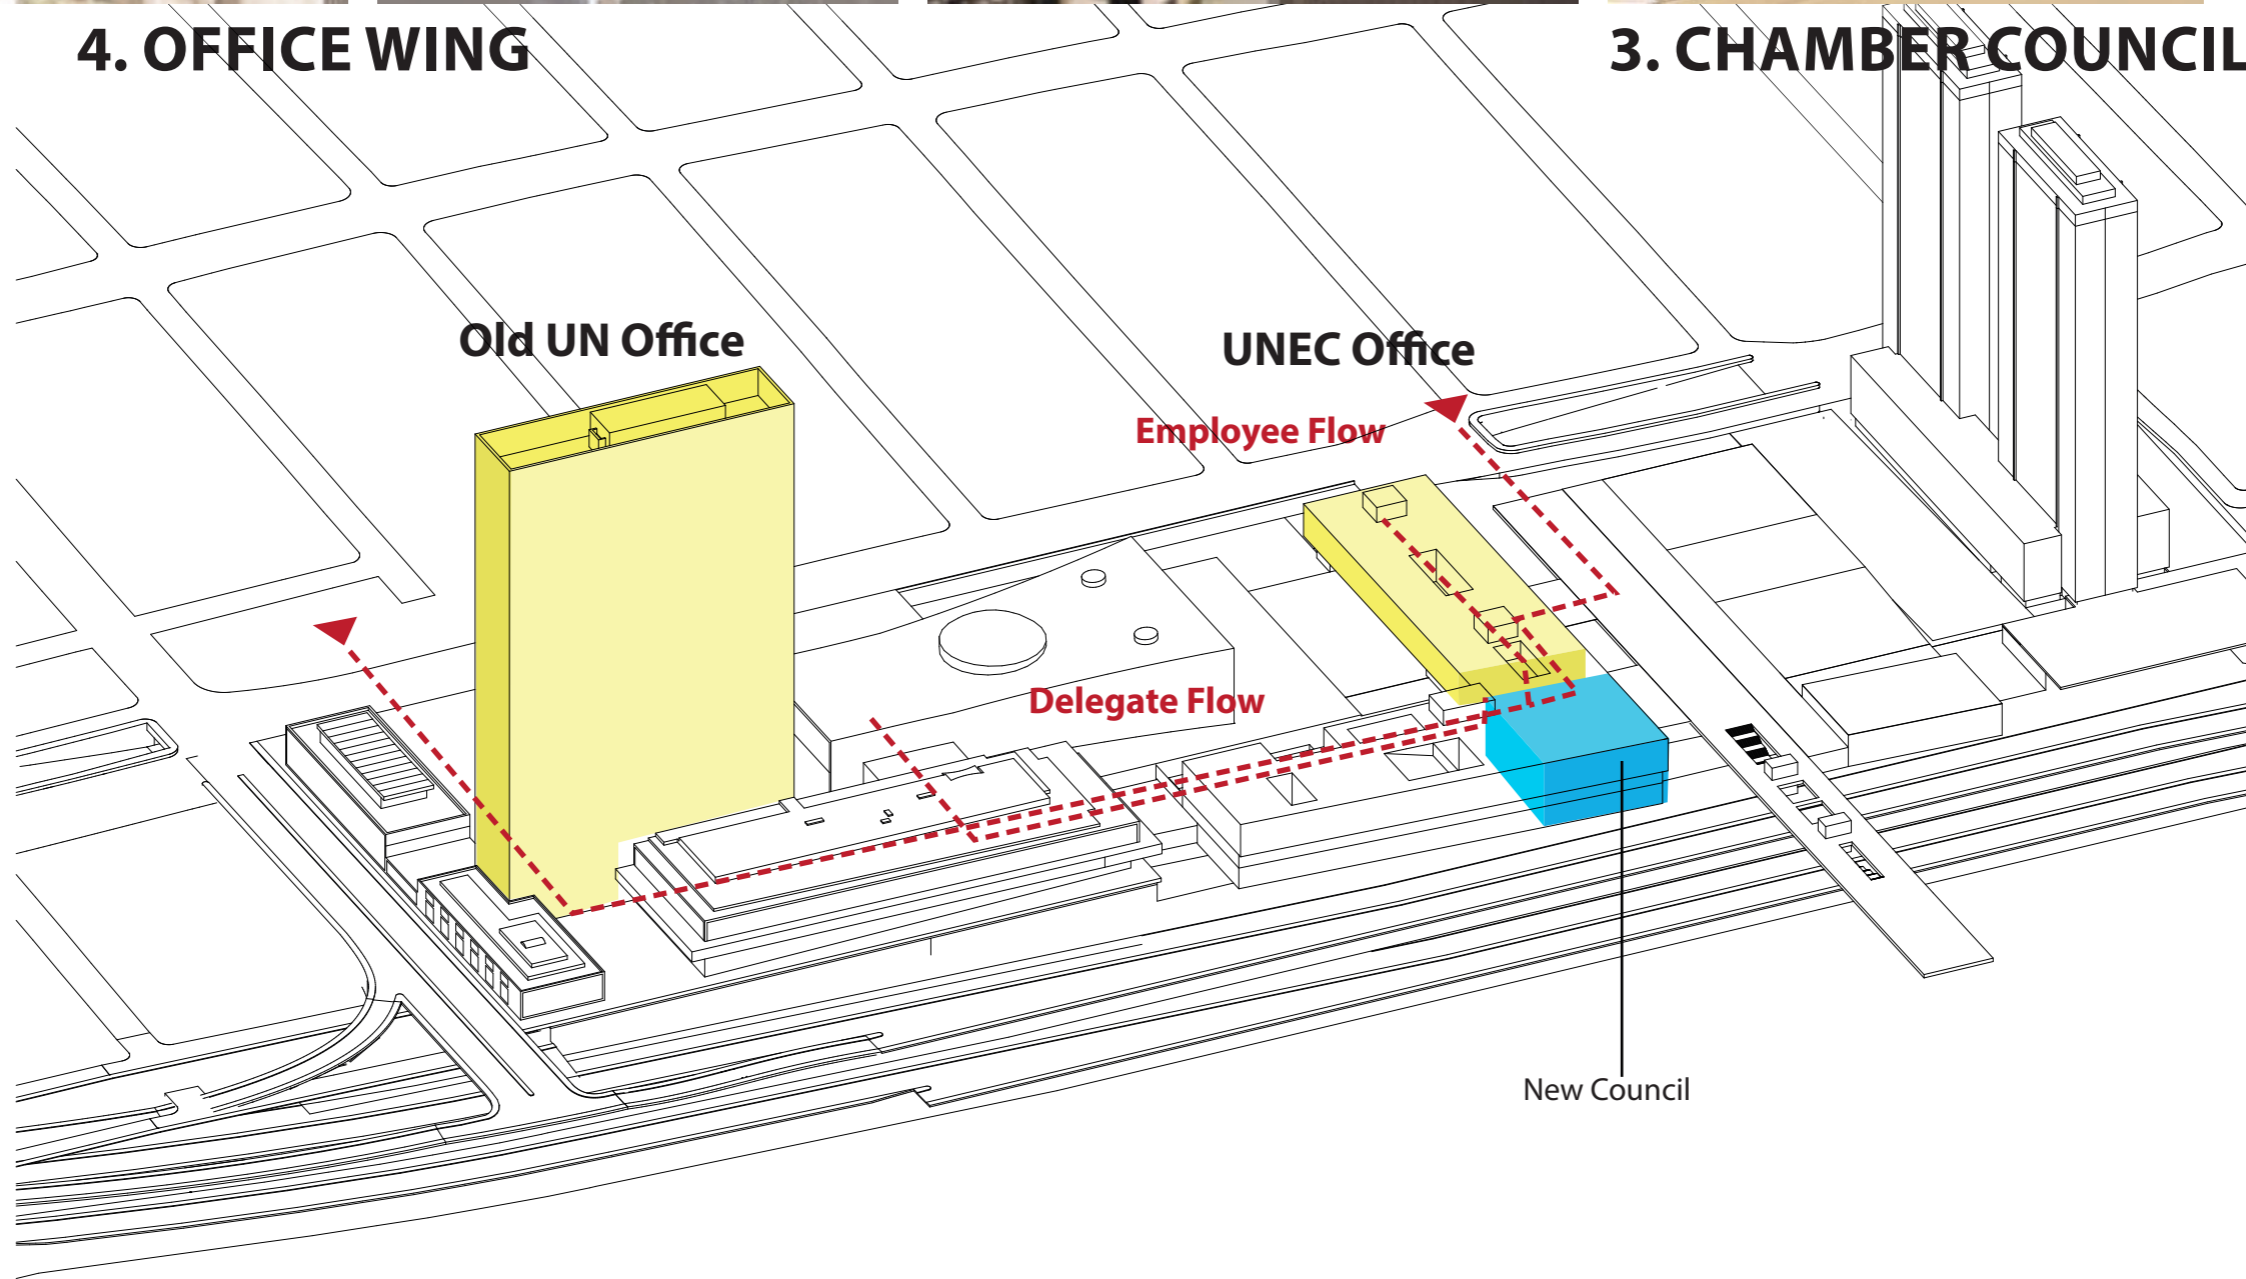 4. OFFICE WING
3. CHAMBER COUNCIL
Old UN Office
UNEC Office
Employee Flow
Delegate Flow
New Council